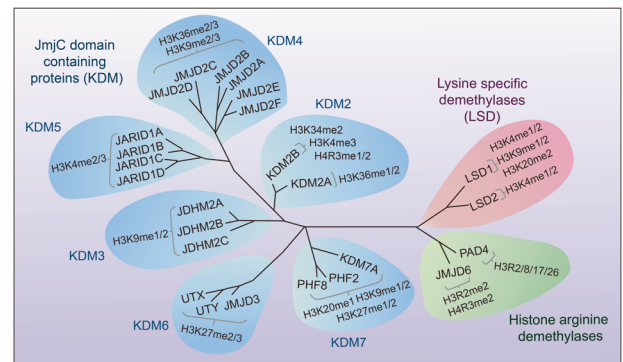 JmjC domain
containing
proteins (KDM)
KDM4
H3K36me2/3
H3K9me2/3
JMJD2C
JMJD2D
JMJD2B
JMJD2A
JMJD2E
JMJD2F
KDM5
H3K4me2/3
JARID1A
JARID1B
JARID1C
JARID1D
KDM2
H3K34me2
H3K4me3
H4R3me1/2
KDM2B
KDM2A
H3K36me1/2
Lysine specific
demethylases
(LSD)
H3K4me1/2
H3K9me1/2
H3K20me2
LSD1
LSD2
H3K4me1/2
KDM3
H3K9me1/2
JDHM2A
JDHM2B
JDHM2C
UTX
UTY
JMJD3
H3K27me2/3
KDM6
KDM7A
PHF2
PHF8
H3K20me1 H3K9me1/2
H3K27me1/2
KDM7
PAD4
JMJD6
H3R2/8/17/26
H3R2me2
H4R3me2
Histone arginine
demethylases